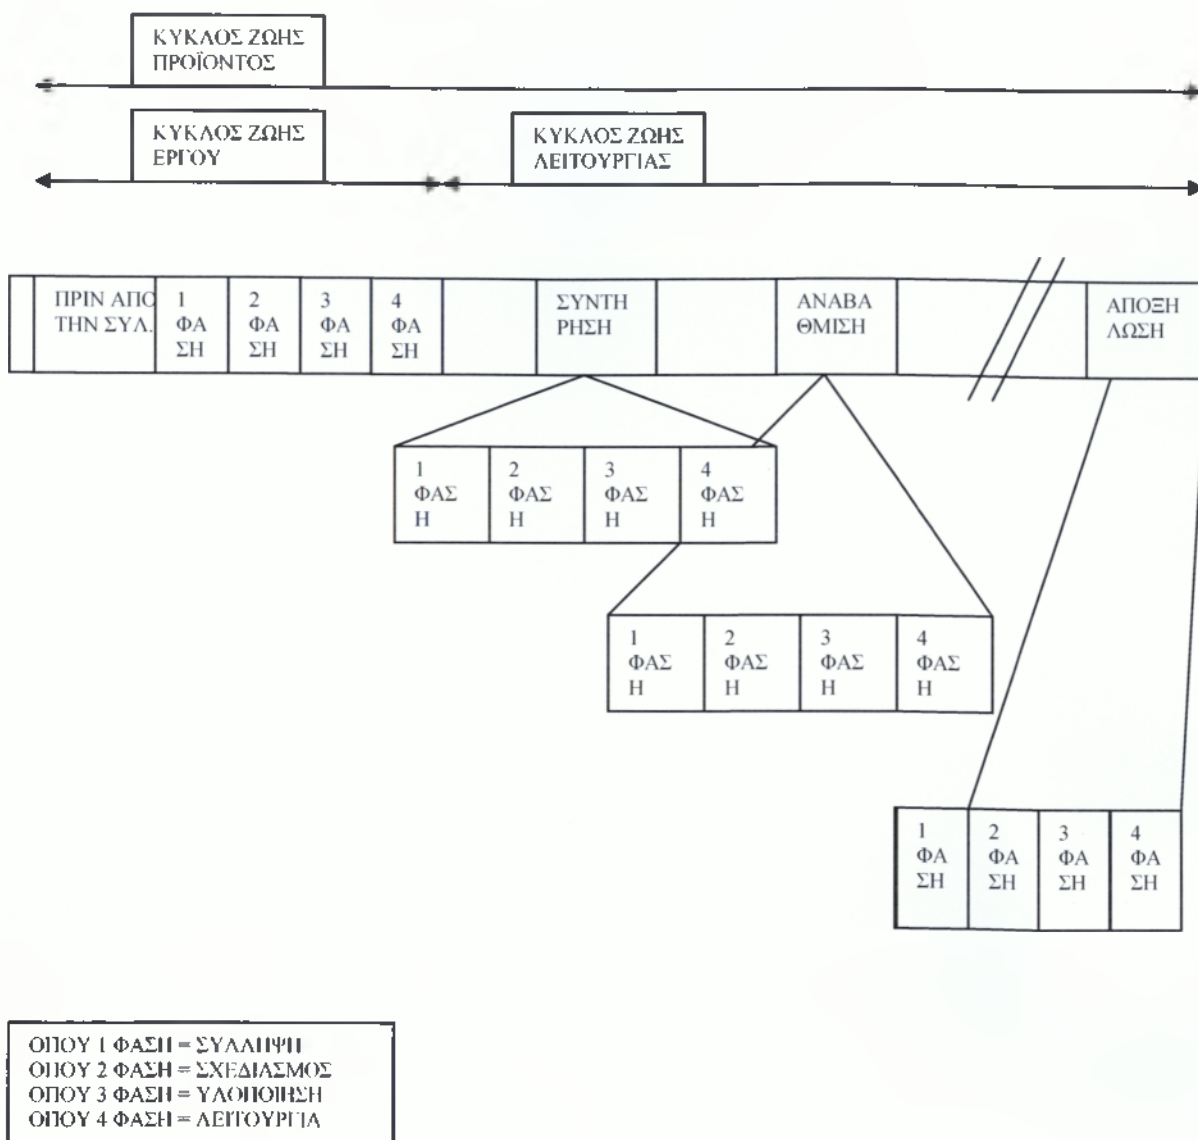 ΚΥΚΛΟΣ ΖΩΗΣ
ΠΡΟΪΟΝΤΟΣ
ΚΥΚΛΟΣ ΖΩΗΣ
ΕΡΓΟΥ
ΚΥΚΛΟΣ ΖΩΗΣ
ΛΕΙΤΟΥΡΓΙΑΣ
ΠΡΙΝ ΑΠΟ
ΤΗΝ ΣΥΛ.
1
ΦΑ
ΣΗ
2
ΦΑ
ΣΗ
3
ΦΑ
ΣΗ
4
ΦΑ
ΣΗ
ΣΥΝΤΗ
ΡΗΣΗ
ΑΝΑΒΑ
ΘΜΙΣΗ
ΑΠΟΞΗ
ΛΩΣΗ
1
ΦΑΣ
Η
2
ΦΑΣ
Η
3
ΦΑΣ
Η
4
ΦΑΣ
Η
1
ΦΑΣ
Η
2
ΦΑΣ
Η
3
ΦΑΣ
Η
4
ΦΑΣ
Η
1
ΦΑ
ΣΗ
2
ΦΑ
ΣΗ
3
ΦΑ
ΣΗ
4
ΦΑ
ΣΗ
ΟΠΟΥ 1 ΦΑΣΗ = ΣΥΛΛΗΨΗ
ΟΠΟΥ 2 ΦΑΣΗ = ΣΧΕΔΙΑΣΜΟΣ
ΟΠΟΥ 3 ΦΑΣΗ = ΥΛΟΠΟΙΗΣΗ
ΟΠΟΥ 4 ΦΑΣΗ = ΛΕΙΤΟΥΡΓΙΑ